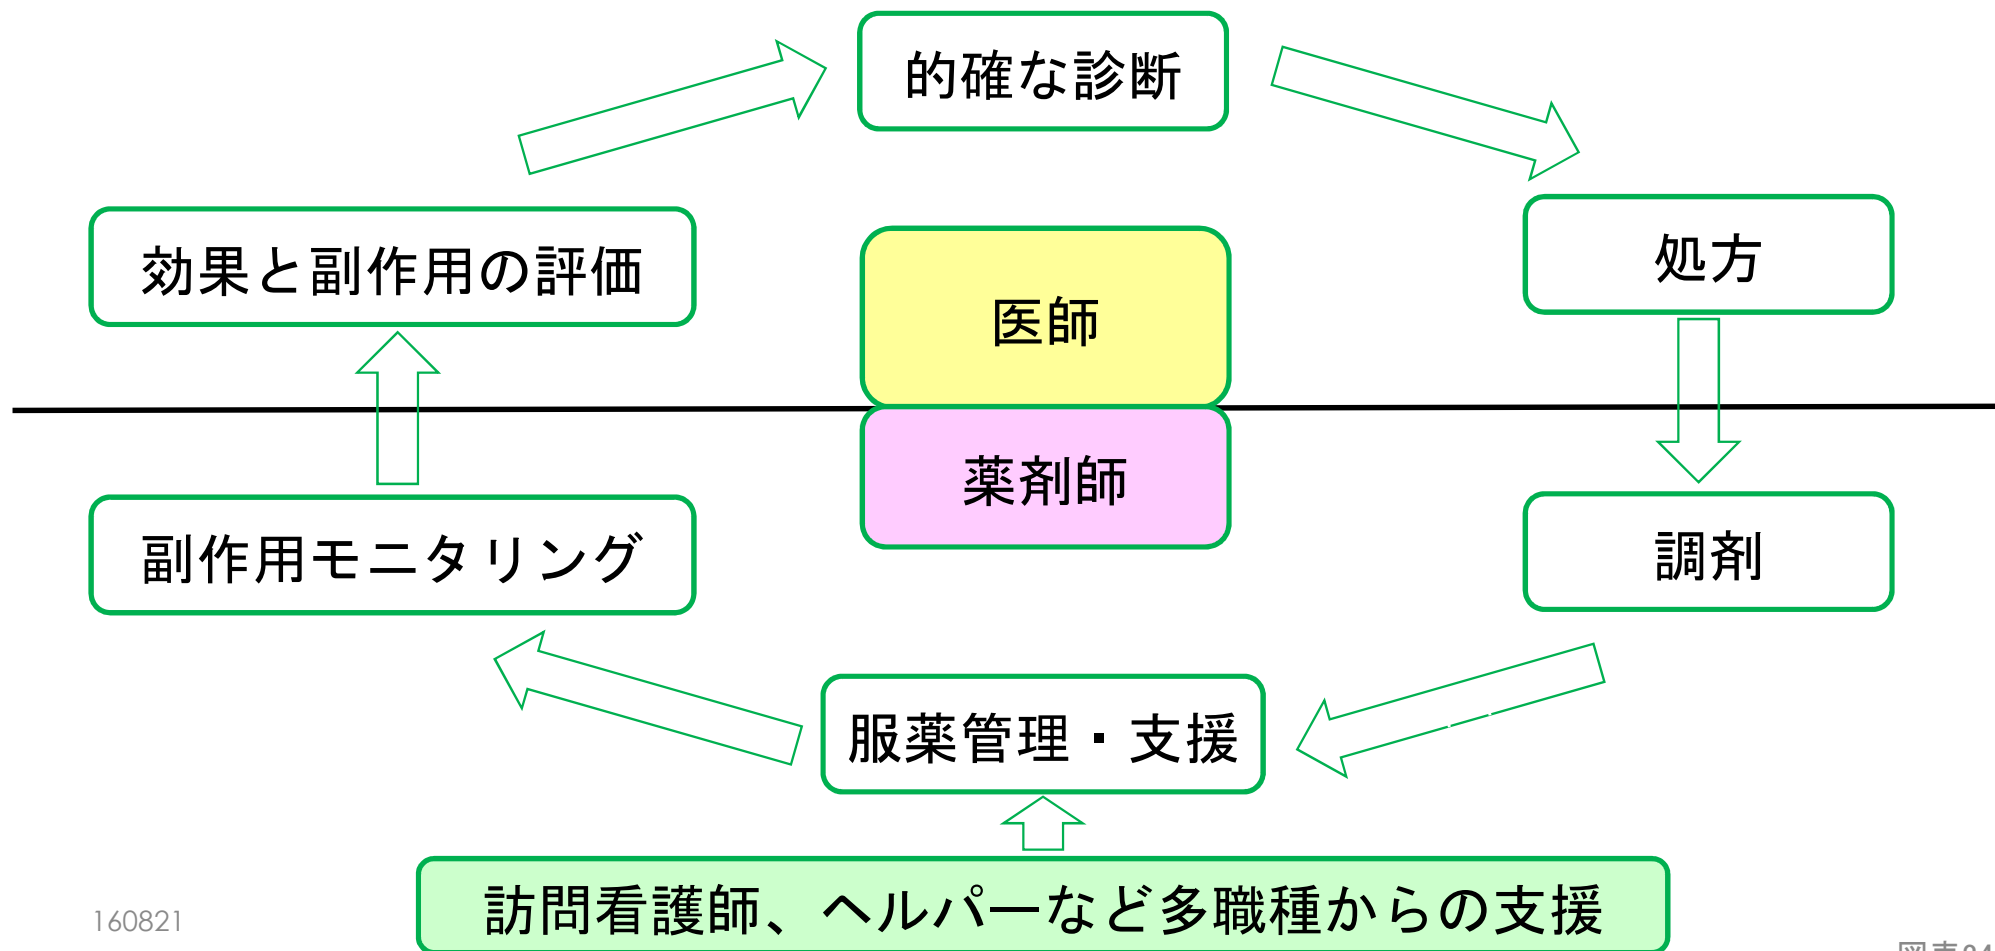 的確な診断
処方
効果と副作用の評価
医師
薬剤師
調剤
副作用モニタリング
服薬管理・支援
訪問看護師、ヘルパーなど多職種からの支援
160821